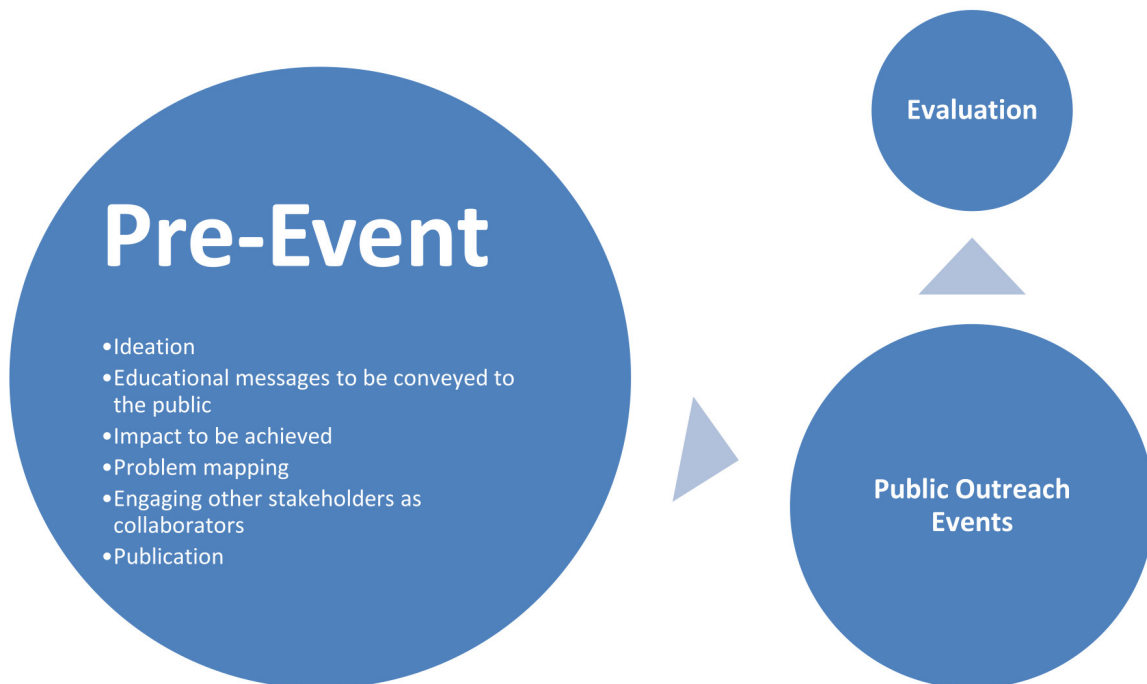 Pre-Event
•Ideation
•Educational messages to be conveyed to
the public
•Impact to be achieved
•Problem mapping
•Engaging other stakeholders as
collaborators
•Publication
Public Outreach
Events
Evaluation